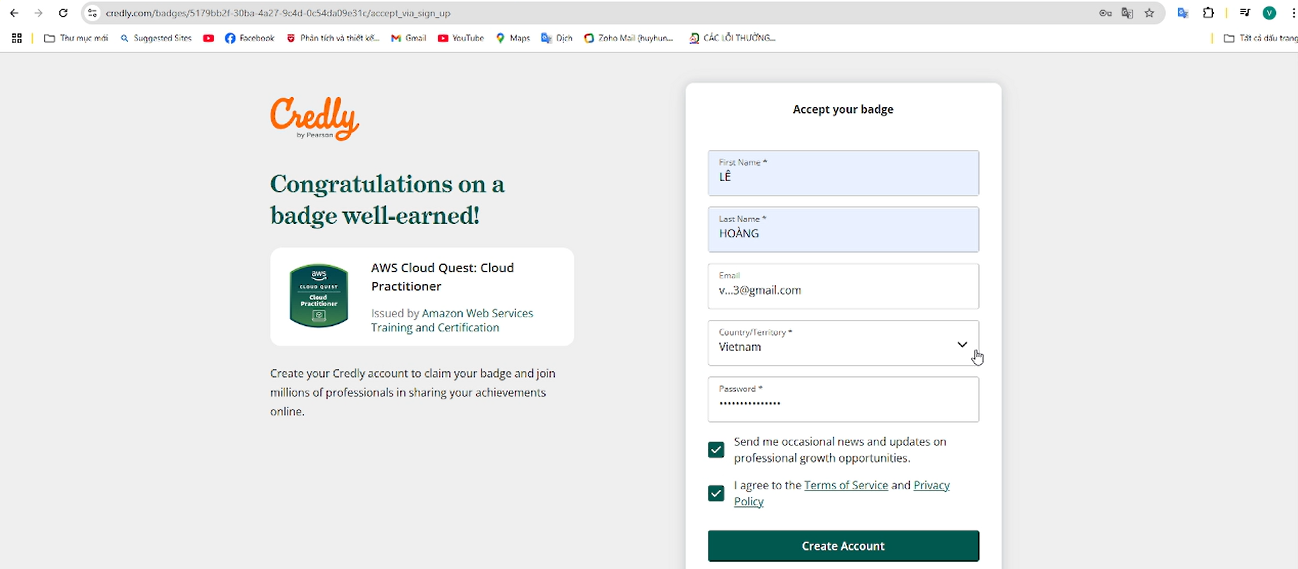 credly.com/badges/5179bb2f-30ba-4a27-9c4d-0c54da09e31c/accept_via_sign_up
V
Thư mục mới
Suggested Sites
Facebook
Phân tích và thiết kế...
Gmail
YouTube
Maps
Dịch
Zoho Mail (huyhun...
CÁC LỖI THƯỜNG...
Tất cả dấu trang
Credly
by Pearson
Congratulations on a
badge well-earned!
aws
CLOUD QUEST
Cloud
Practitioner
AWS Cloud Quest: Cloud
Practitioner
Issued by Amazon Web Services
Training and Certification
Create your Credly account to claim your badge and join
millions of professionals in sharing your achievements
online.
Accept your badge
First Name *
LÊ
Last Name *
HOÀNG
Email
v...3@gmail.com
Country/Territory *
Vietnam
Password *
•••••••••••••••
Send me occasional news and updates on
professional growth opportunities.
I agree to the Terms of Service and Privacy
Policy
Create Account